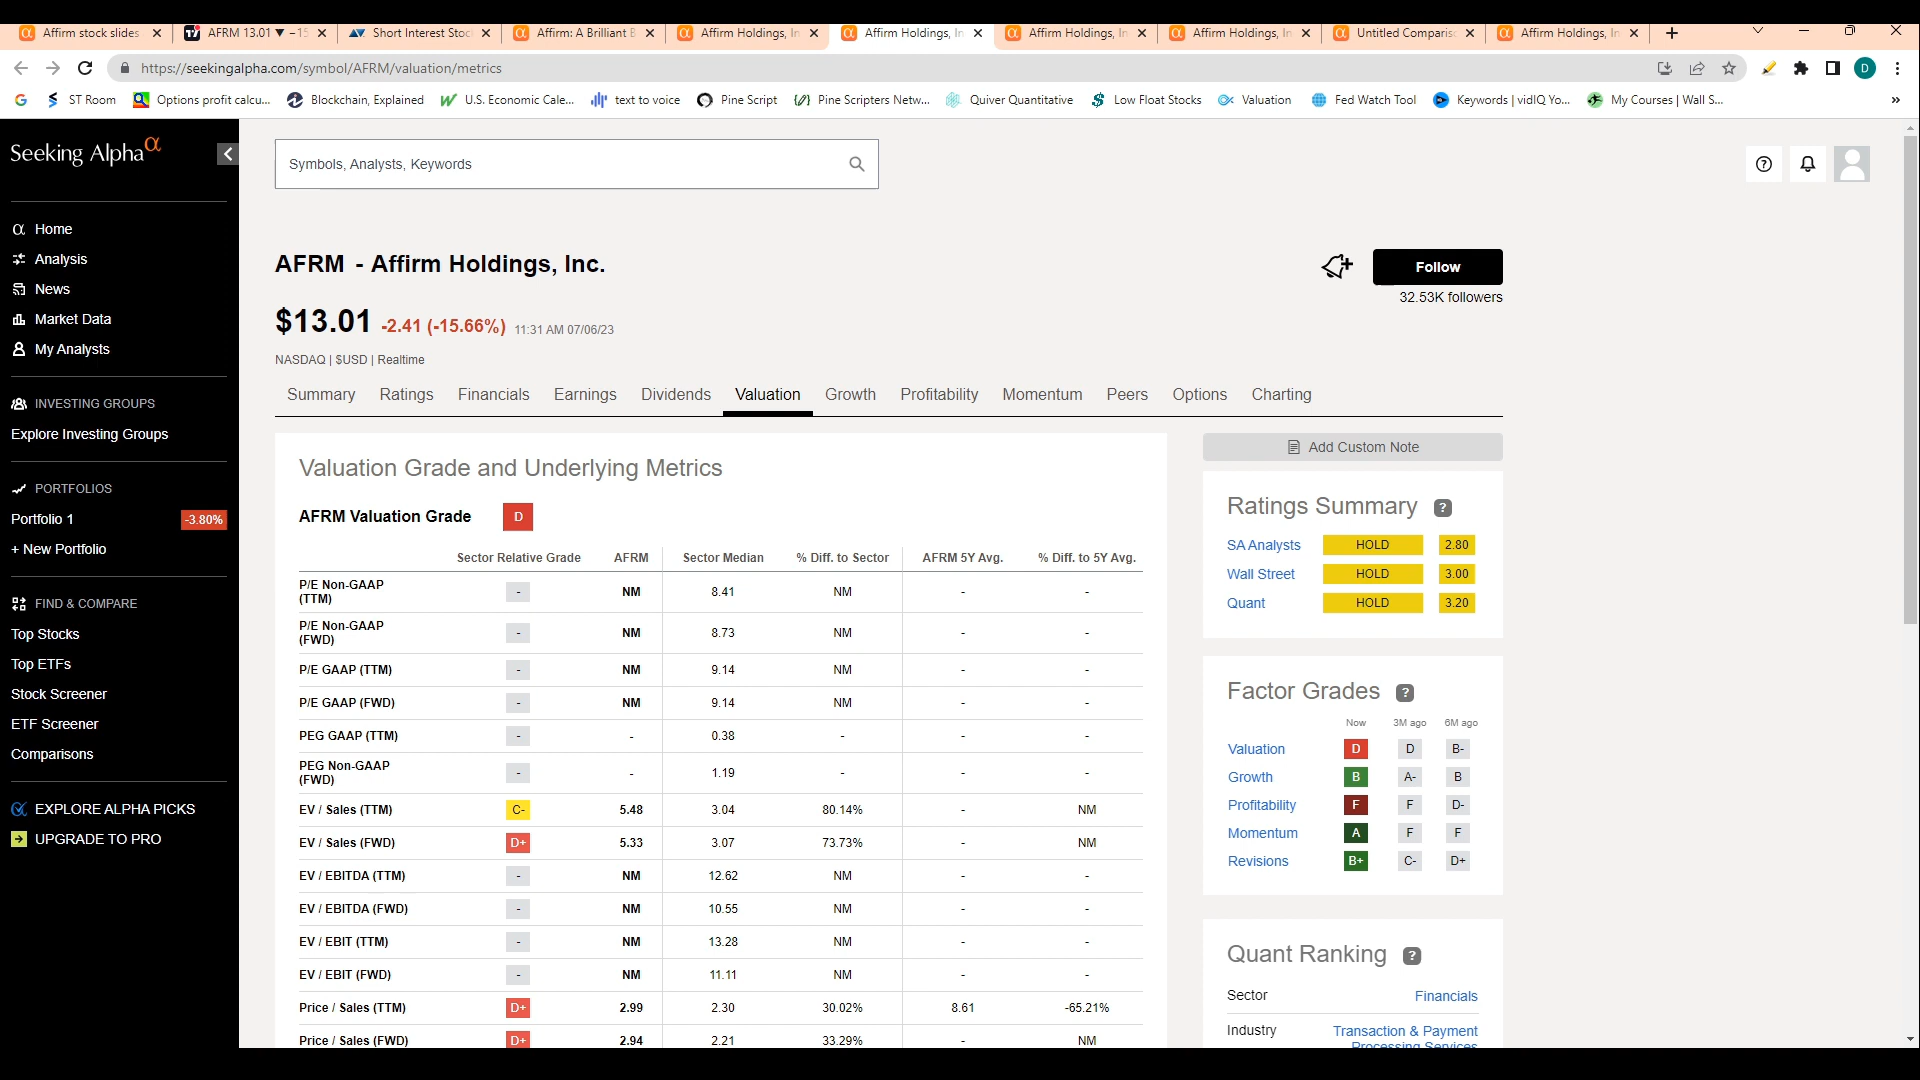 Affirm stock slides
AFRM 13.01 ▼ −15
Short Interest Stoc
Affirm: A Brilliant B
Affirm Holdings, In
Affirm Holdings, In
Affirm Holdings, In
Affirm Holdings, In
Untitled Comparis
Affirm Holdings, In
https://seekingalpha.com/symbol/AFRM/valuation/metrics
D
ST Room
Options profit calcu...
Blockchain, Explained
U.S. Economic Cale...
text to voice
Pine Script
Pine Scripters Netw...
Quiver Quantitative
Low Float Stocks
Valuation
Fed Watch Tool
Keywords | vidIQ Yo...
My Courses | Wall S...
»
Seeking Alpha α
Symbols, Analysts, Keywords
Home
Analysis
News
Market Data
My Analysts
INVESTING GROUPS
Explore Investing Groups
PORTFOLIOS
Portfolio 1 -3.80%
+ New Portfolio
FIND & COMPARE
Top Stocks
Top ETFs
Stock Screener
ETF Screener
Comparisons
EXPLORE ALPHA PICKS
UPGRADE TO PRO
AFRM - Affirm Holdings, Inc.
Follow
32.53K followers
$13.01 -2.41 (-15.66%) 11:31 AM 07/06/23
NASDAQ | $USD | Realtime
Summary Ratings Financials Earnings Dividends Valuation Growth Profitability Momentum Peers Options Charting
Valuation Grade and Underlying Metrics
AFRM Valuation Grade D
Sector Relative Grade AFRM Sector Median % Diff. to Sector AFRM 5Y Avg. % Diff. to 5Y Avg.
P/E Non-GAAP
(TTM) - NM 8.41 NM - -
P/E Non-GAAP
(FWD) - NM 8.73 NM - -
P/E GAAP (TTM) - NM 9.14 NM - -
P/E GAAP (FWD) - NM 9.14 NM - -
PEG GAAP (TTM) - - 0.38 - - -
PEG Non-GAAP
(FWD) - - 1.19 - - -
EV / Sales (TTM) C- 5.48 3.04 80.14% - NM
EV / Sales (FWD) D+ 5.33 3.07 73.73% - NM
EV / EBITDA (TTM) - NM 12.62 NM - -
EV / EBITDA (FWD) - NM 10.55 NM - -
EV / EBIT (TTM) - NM 13.28 NM - -
EV / EBIT (FWD) - NM 11.11 NM - -
Price / Sales (TTM) D+ 2.99 2.30 30.02% 8.61 -65.21%
Price / Sales (FWD) D+ 2.94 2.21 33.29% - NM
Add Custom Note
Ratings Summary ?
SA Analysts HOLD 2.80
Wall Street HOLD 3.00
Quant HOLD 3.20
Factor Grades ?
Now 3M ago 6M ago
Valuation D D B-
Growth B A- B
Profitability F F D-
Momentum A F F
Revisions B+ C- D+
Quant Ranking ?
Sector Financials
Industry Transaction & Payment
Processing Services